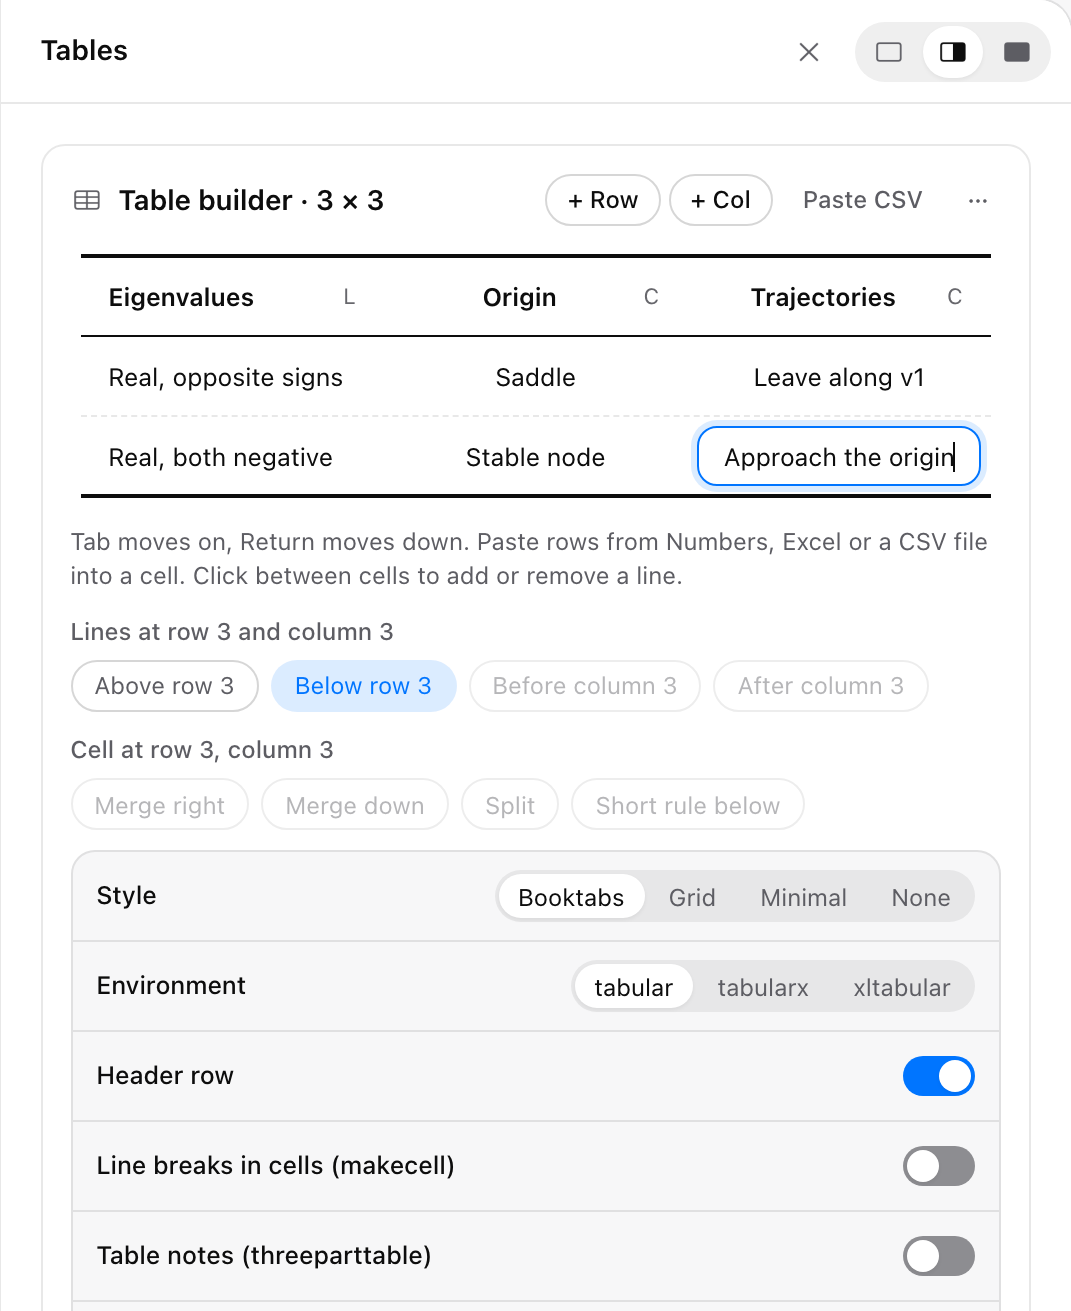 Tables
Table builder · 3 × 3
+ Row
+ Col
Paste CSV
···
Eigenvalues L Origin C Trajectories C
Real, opposite signs Saddle Leave along v1
Real, both negative Stable node Approach the origin
Tab moves on, Return moves down. Paste rows from Numbers, Excel or a CSV file
into a cell. Click between cells to add or remove a line.
Lines at row 3 and column 3
Above row 3 Below row 3 Before column 3 After column 3
Cell at row 3, column 3
Merge right Merge down Split Short rule below
Style Booktabs Grid Minimal None
Environment tabular tabularx xltabular
Header row
Line breaks in cells (makecell)
Table notes (threeparttable)